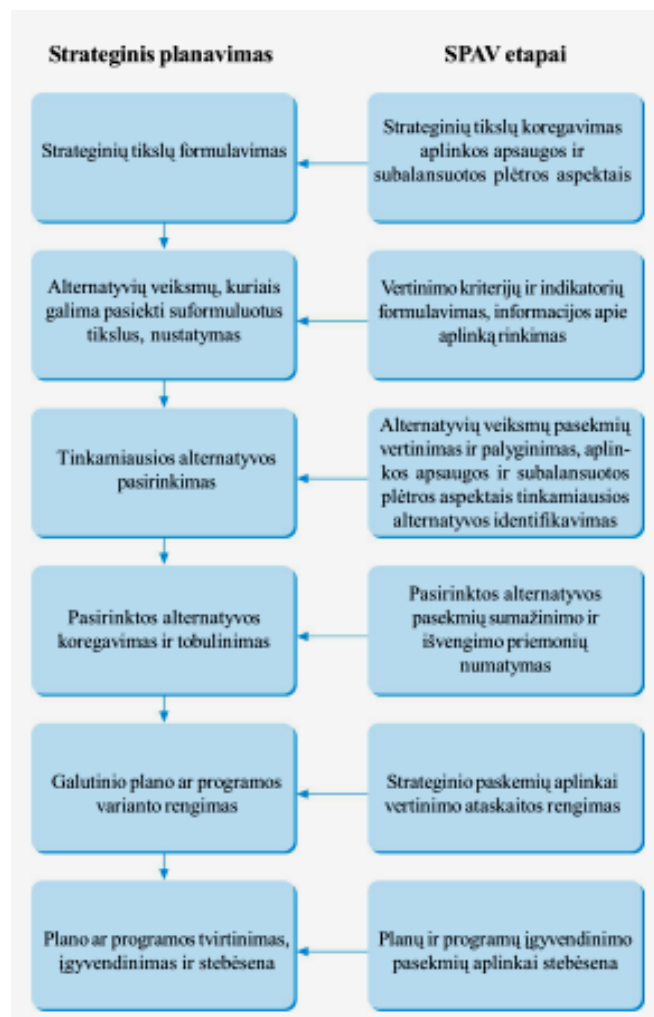 Strateginis planavimas
SPAV etapai
Strateginių tikslų formulavimas
Strateginių tikslų koregavimas
aplinkos apsaugos ir
subalansuotos plėtros aspektais
Alternatyvių veiksmų, kuriais
galima pasiekti suformuluotus
tikslus, nustatymas
Vertinimo kriterijų ir indikatorių
formulavimas, informacijos apie
aplinką rinkimas
Tinkamiausios alternatyvos
pasirinkimas
Alternatyvių veiksmų pasekmių
vertinimas ir palyginimas, aplin-
kos apsaugos ir subalansuotos
plėtros aspektais tinkamiausios
alternatyvos identifikavimas
Pasirinktos alternatyvos
koregavimas ir tobulinimas
Pasirinktos alternatyvos
pasekmių sumažinimo ir
išvengimo priemonių
numatymas
Galutinio plano ar programos
varianto rengimas
Strateginio paskemių aplinkai
vertinimo ataskaitos rengimas
Plano ar programos tvirtinimas,
įgyvendinimas ir stebėsena
Planų ir programų įgyvendinimo
pasekmių aplinkai stebėsena